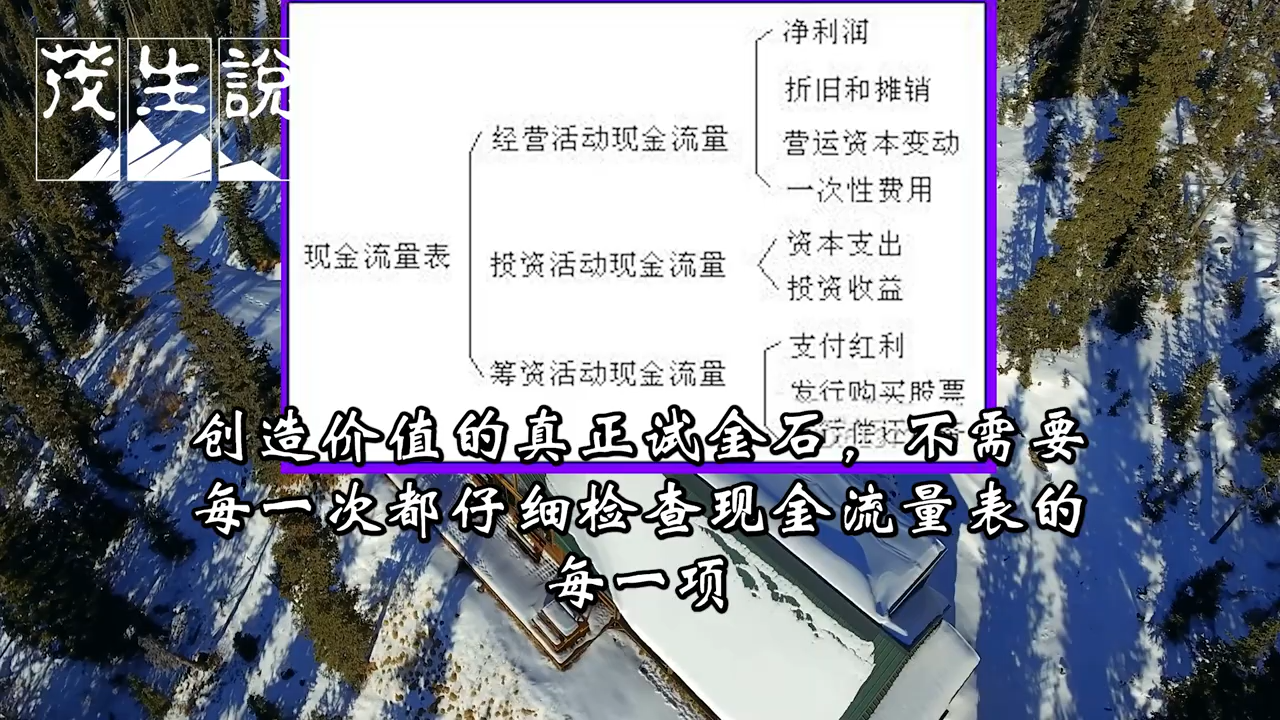 茂生說
净利润
折旧和摊销
经营活动现金流量
营运资本变动
一次性费用
现金流量表
资本支出
投资活动现金流量
投资收益
支付红利
筹资活动现金流量
发行购买股票
行偿还
创造价值的真正试金石，不需要
每一次都仔细检查现金流量表的
每一项